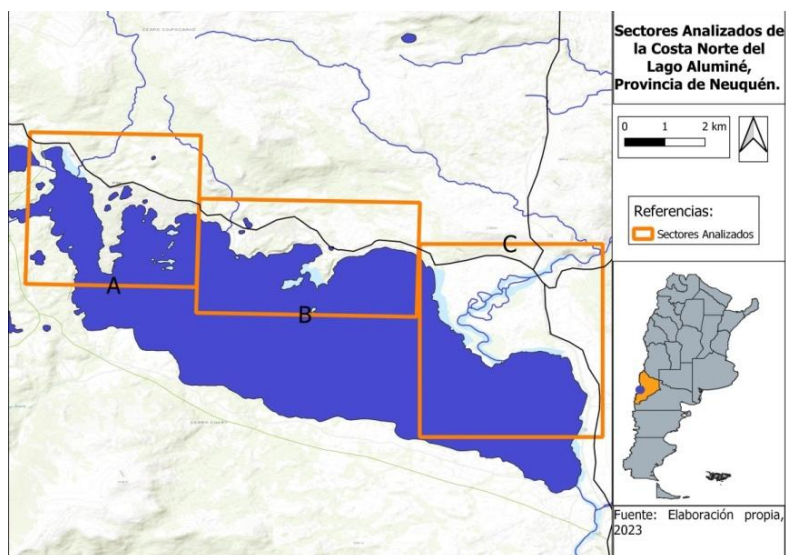 Sectores Analizados de
la Costa Norte del
Lago Aluminé,
Provincia de Neuquén.
0 1 2 km
Referencias:
Sectores Analizados
A
B
C
Fuente: Elaboración propia,
2023